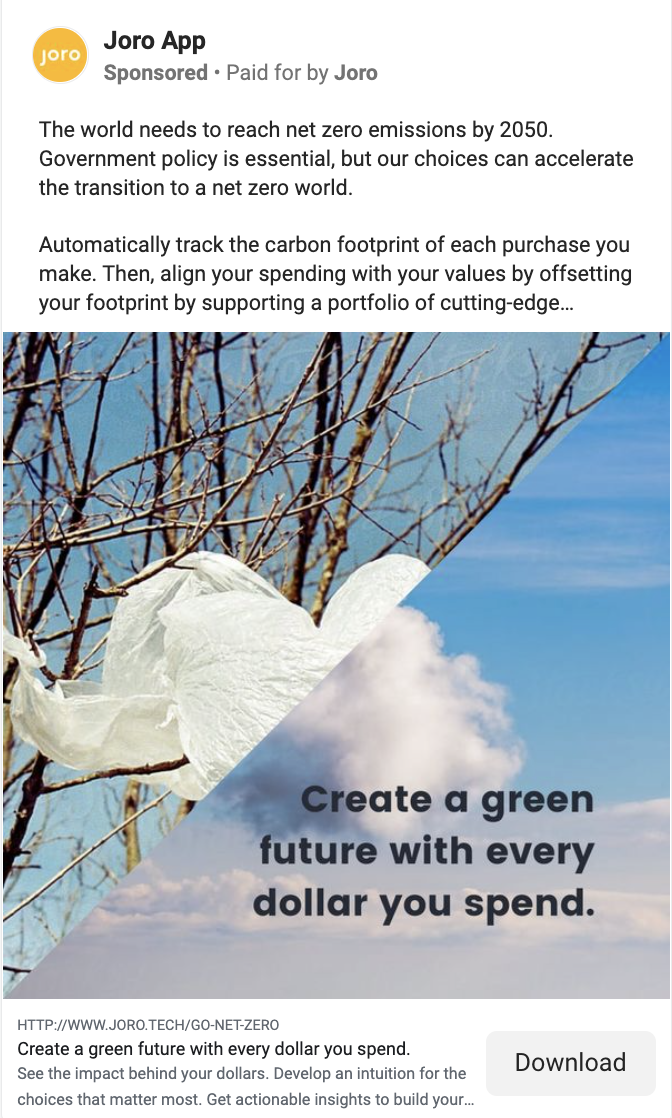 joro
Joro App
Sponsored • Paid for by Joro
The world needs to reach net zero emissions by 2050.
Government policy is essential, but our choices can accelerate
the transition to a net zero world.
Automatically track the carbon footprint of each purchase you
make. Then, align your spending with your values by offsetting
your footprint by supporting a portfolio of cutting-edge...
Create a green
future with every
dollar you spend.
HTTP://WWW.JORO.TECH/GO-NET-ZERO
Create a green future with every dollar you spend.
See the impact behind your dollars. Develop an intuition for the
choices that matter most. Get actionable insights to build your...
Download